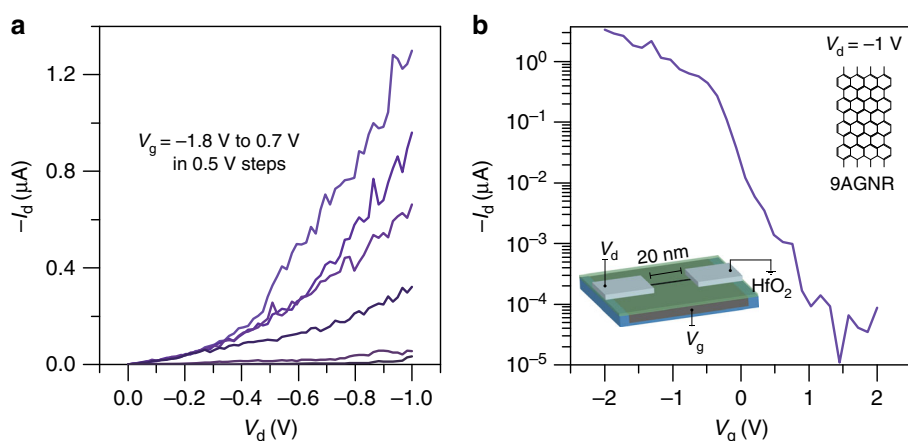 a
−I_d (μA)
1.2
0.8
0.4
0.0
V_g = −1.8 V to 0.7 V
in 0.5 V steps
0.0 −0.2 −0.4 −0.6 −0.8 −1.0
V_d (V)
b
−I_d (μA)
10^0
10^−1
10^−2
10^−3
10^−4
10^−5
V_d = −1 V
9AGNR
V_d
20 nm
HfO_2
V_g
−2 −1 0 1 2
V_g (V)